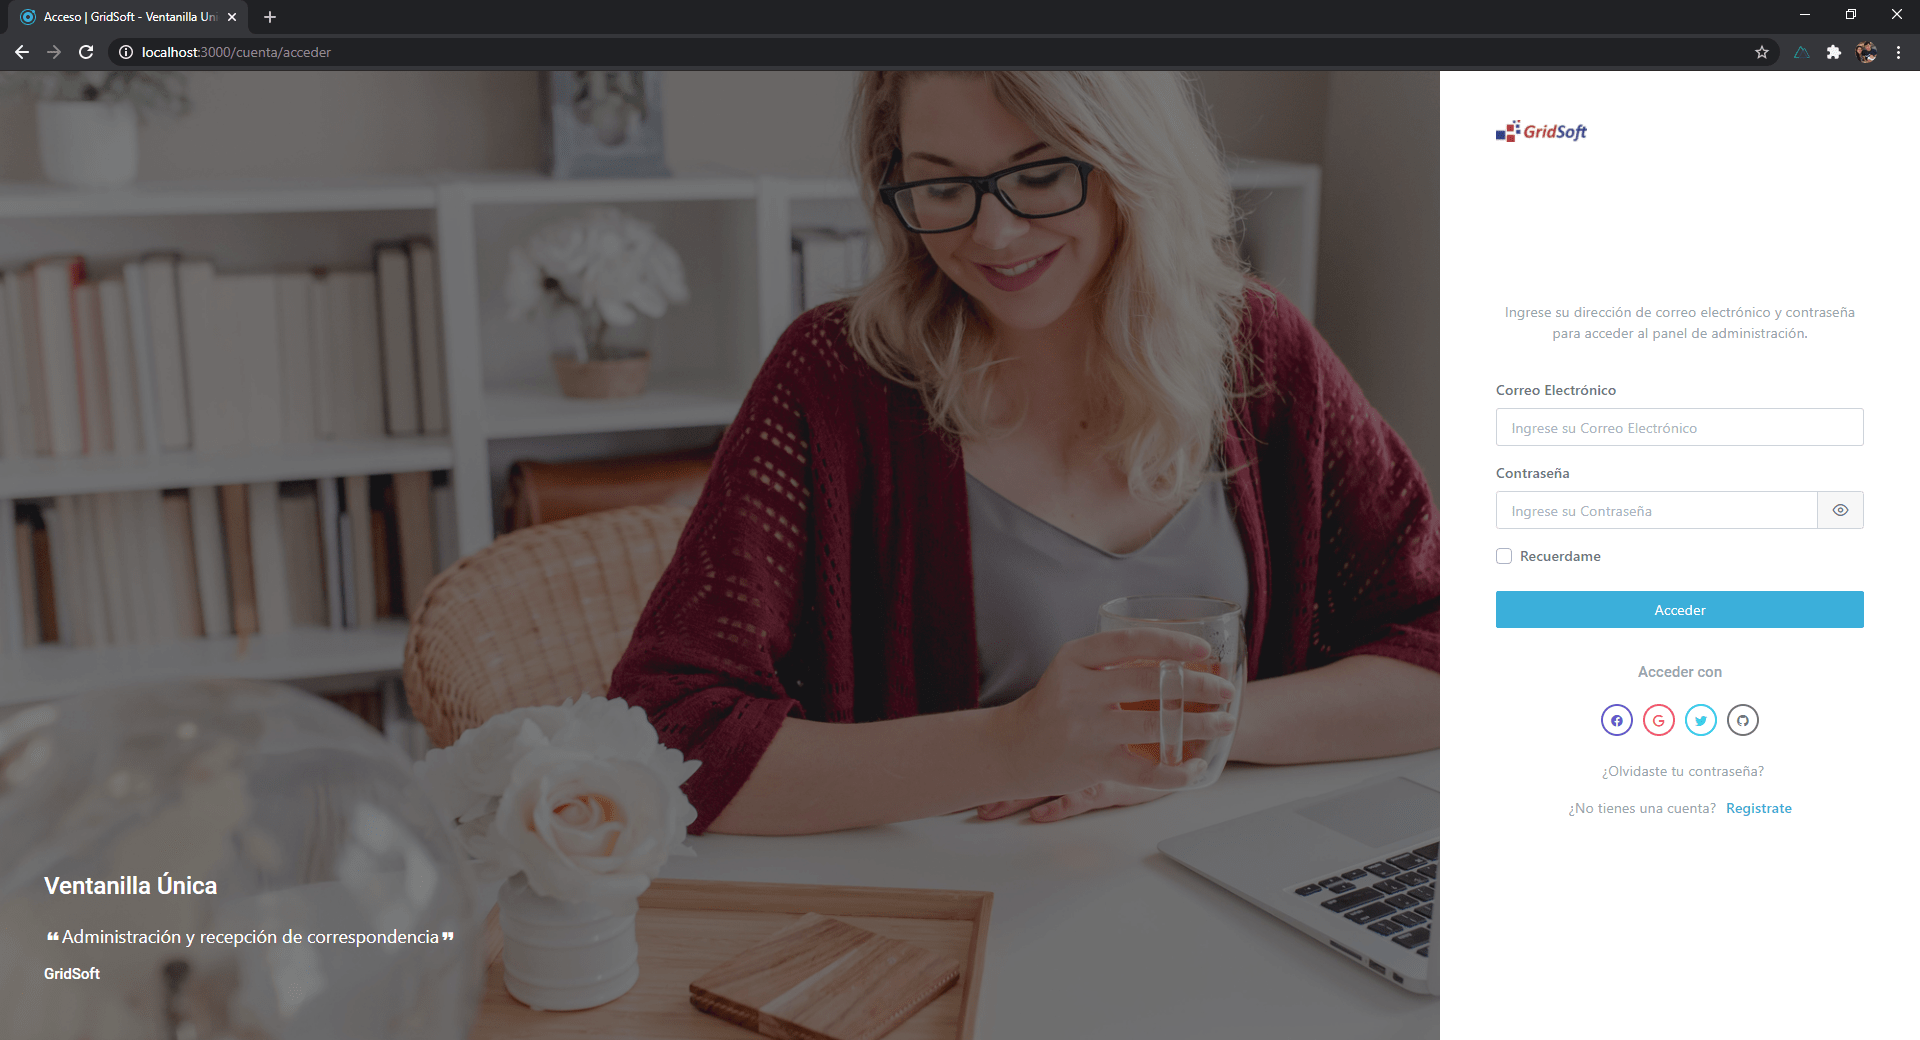 Acceso | GridSoft - Ventanilla Uni
localhost:3000/cuenta/acceder
GridSoft
Ingrese su dirección de correo electrónico y contraseña
para acceder al panel de administración.
Correo Electrónico
Ingrese su Correo Electrónico
Contraseña
Ingrese su Contraseña
Recuerdame
Acceder
Acceder con
¿Olvidaste tu contraseña?
¿No tienes una cuenta? Registrate
Ventanilla Única
❝Administración y recepción de correspondencia❞
GridSoft